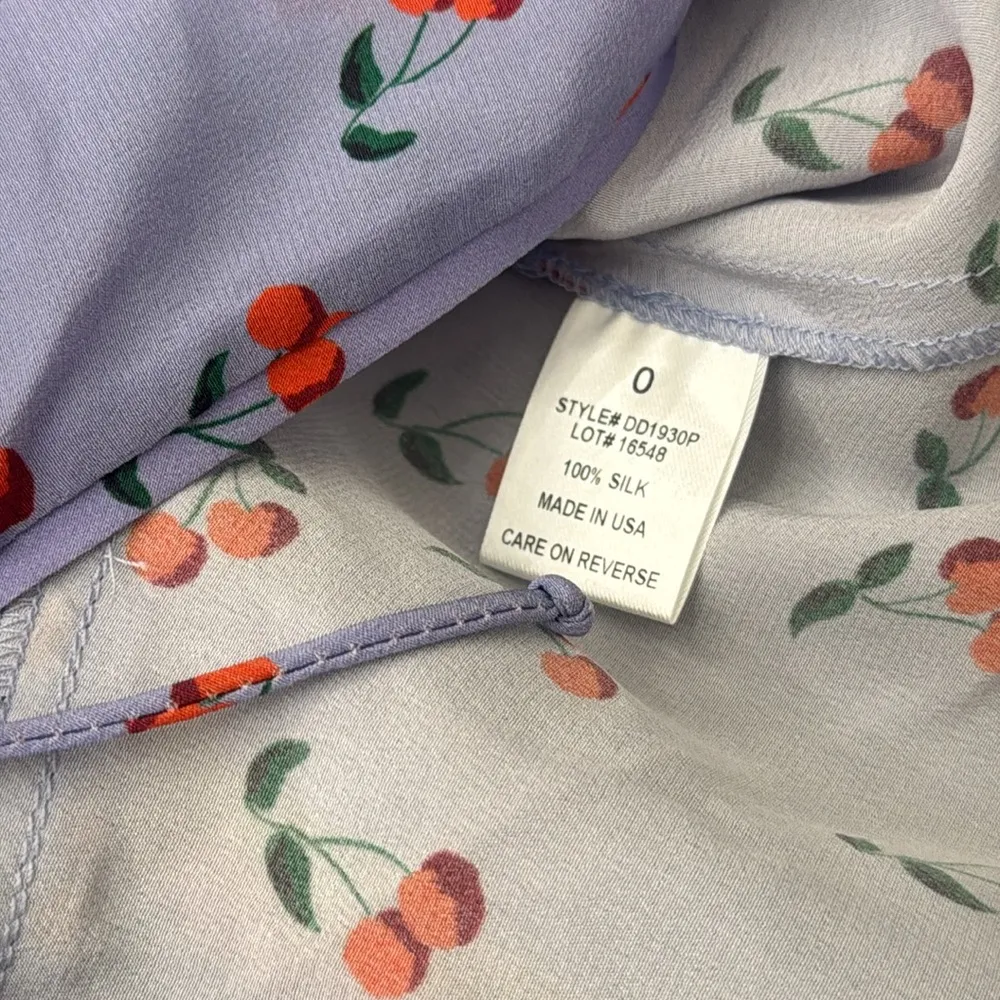 0
STYLE# DD1930P
LOT# 16548
100% SILK
MADE IN USA
CARE ON REVERSE